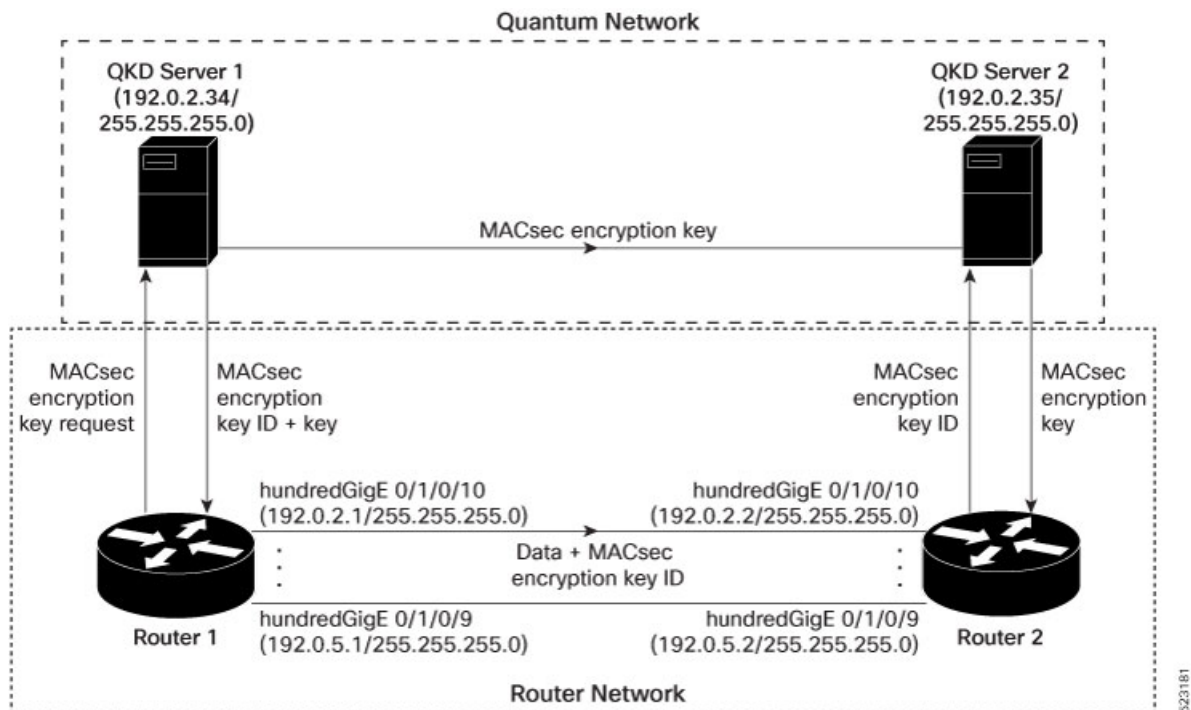 Quantum Network
QKD Server 1
(192.0.2.34/
255.255.255.0)
QKD Server 2
(192.0.2.35/
255.255.255.0)
MACsec encryption key
MACsec
encryption
key request
MACsec
encryption
key ID + key
MACsec
encryption
key ID
MACsec
encryption
key
hundredGigE 0/1/0/10
(192.0.2.1/255.255.255.0)
hundredGigE 0/1/0/10
(192.0.2.2/255.255.255.0)
Data + MACsec
encryption key ID
Router 1
hundredGigE 0/1/0/9
(192.0.5.1/255.255.255.0)
hundredGigE 0/1/0/9
(192.0.5.2/255.255.255.0)
Router 2
Router Network
523181